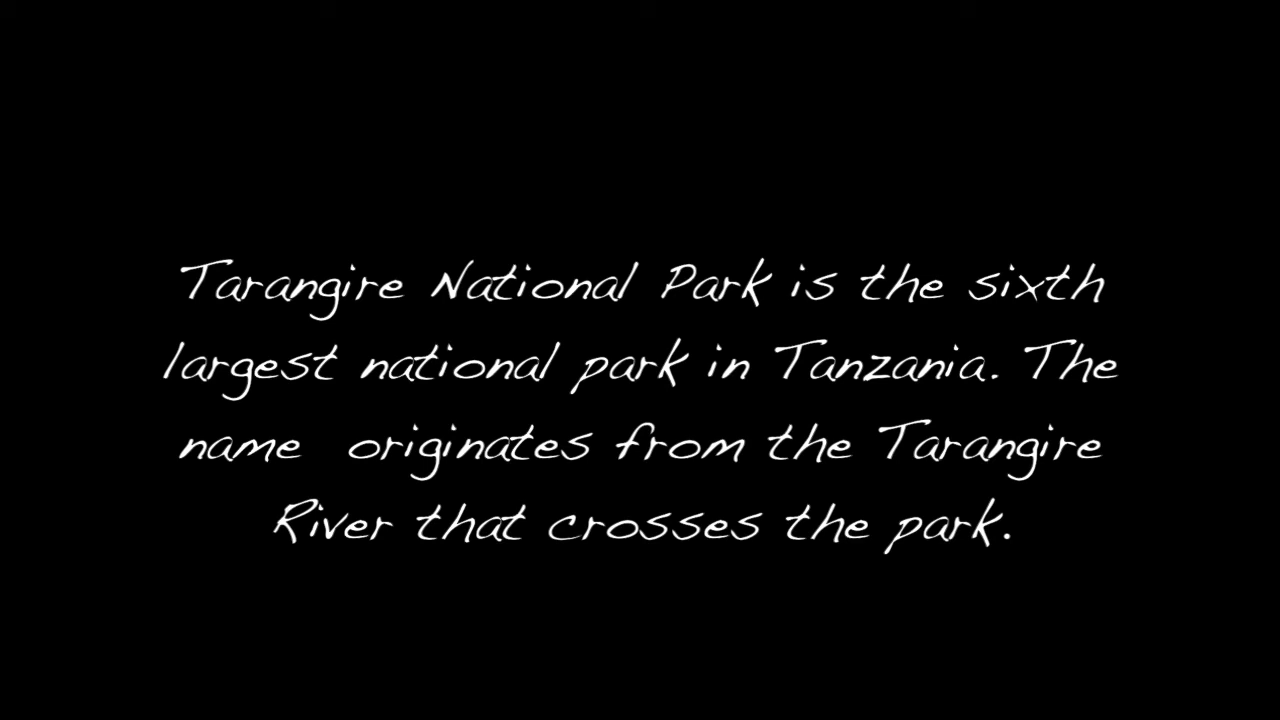 Tarangire National Park is the sixth
largest national park in Tanzania. The
name  originates from the Tarangire
River that crosses the park.